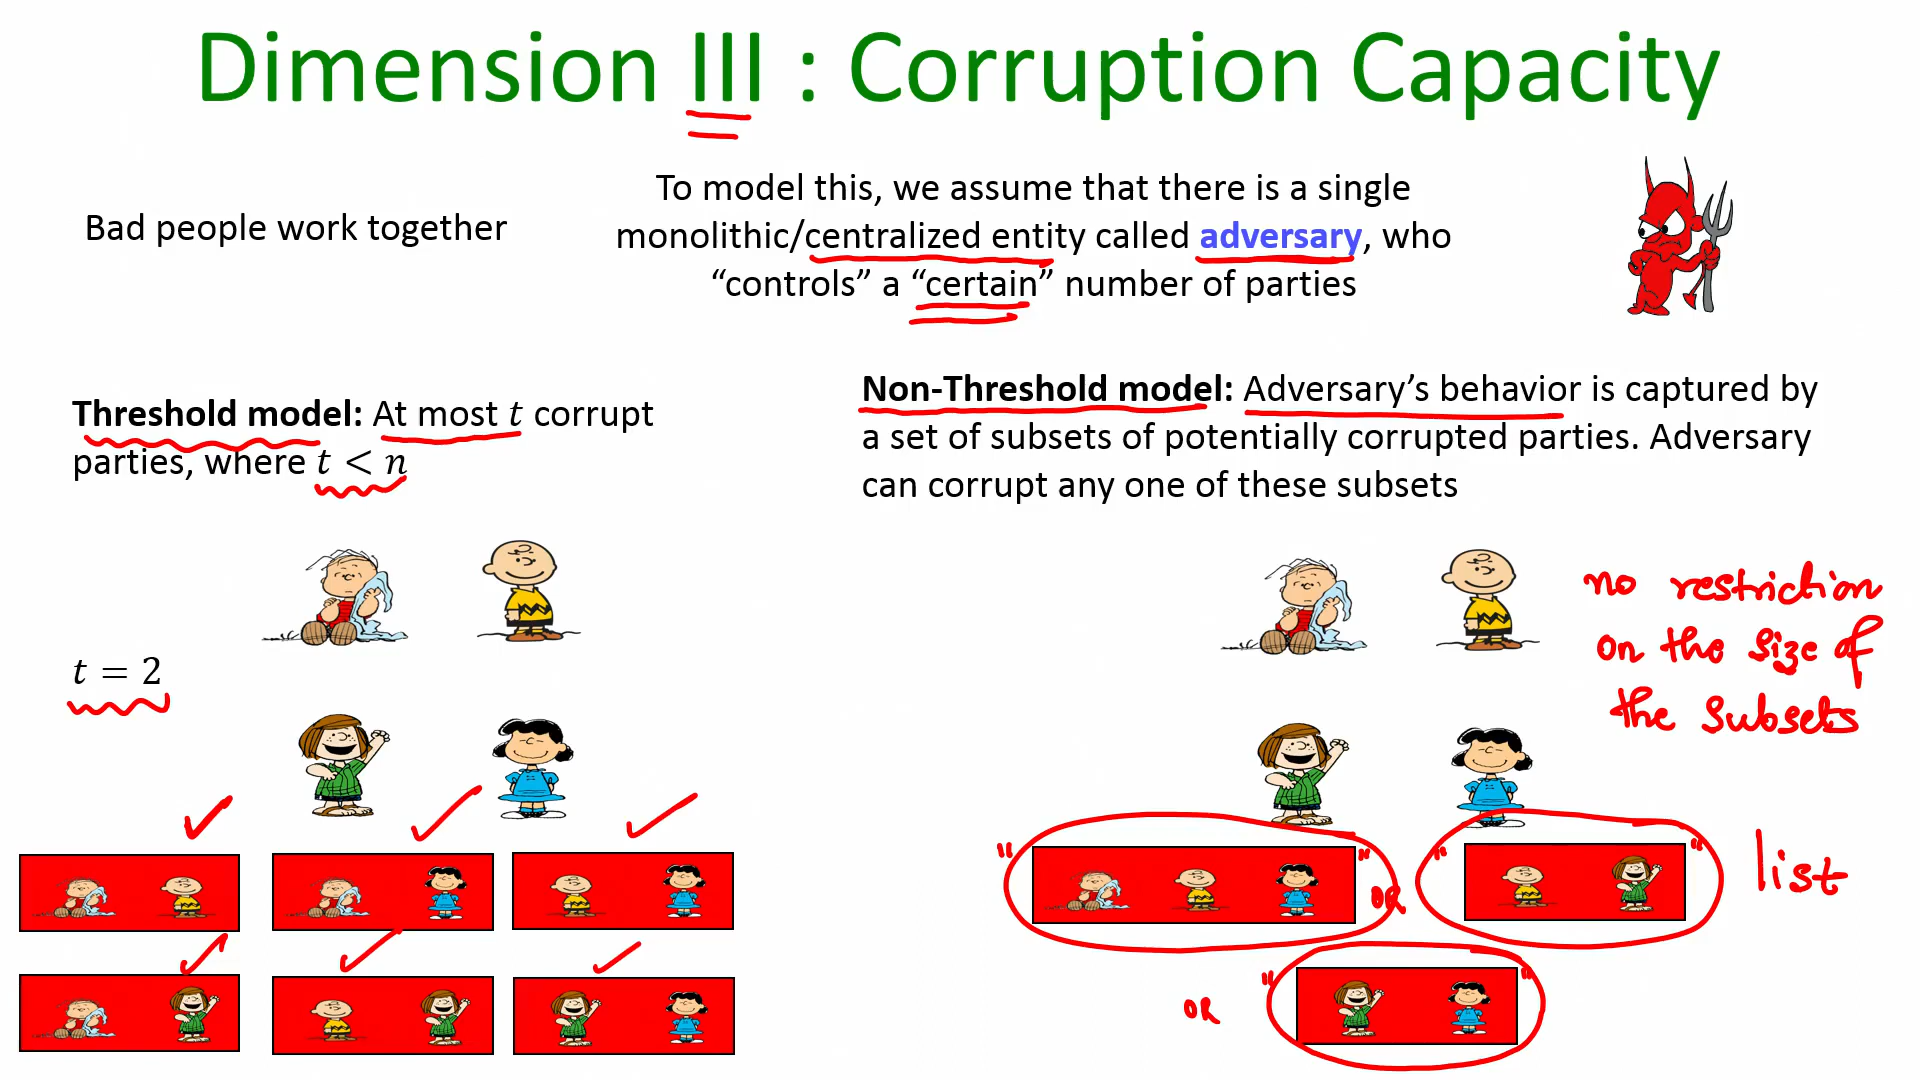 Dimension III : Corruption Capacity
Bad people work together
To model this, we assume that there is a single
monolithic/centralized entity called adversary, who
“controls” a “certain” number of parties
Threshold model: At most t corrupt
parties, where t < n
t = 2
Non-Threshold model: Adversary’s behavior is captured by
a set of subsets of potentially corrupted parties. Adversary
can corrupt any one of these subsets
no restriction
on the size of
the subsets
" " OR " " list
OR " "